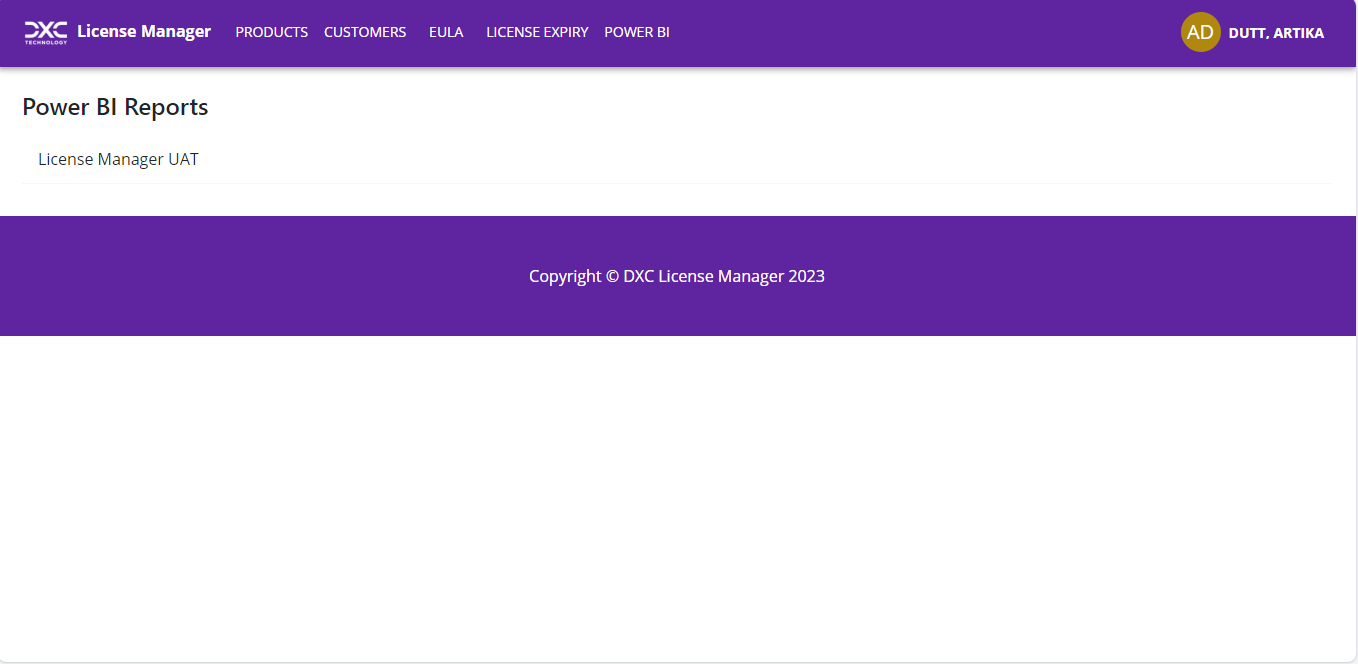 DXC TECHNOLOGY License Manager PRODUCTS CUSTOMERS EULA LICENSE EXPIRY POWER BI AD DUTT, ARTIKA
Power BI Reports
License Manager UAT
Copyright © DXC License Manager 2023